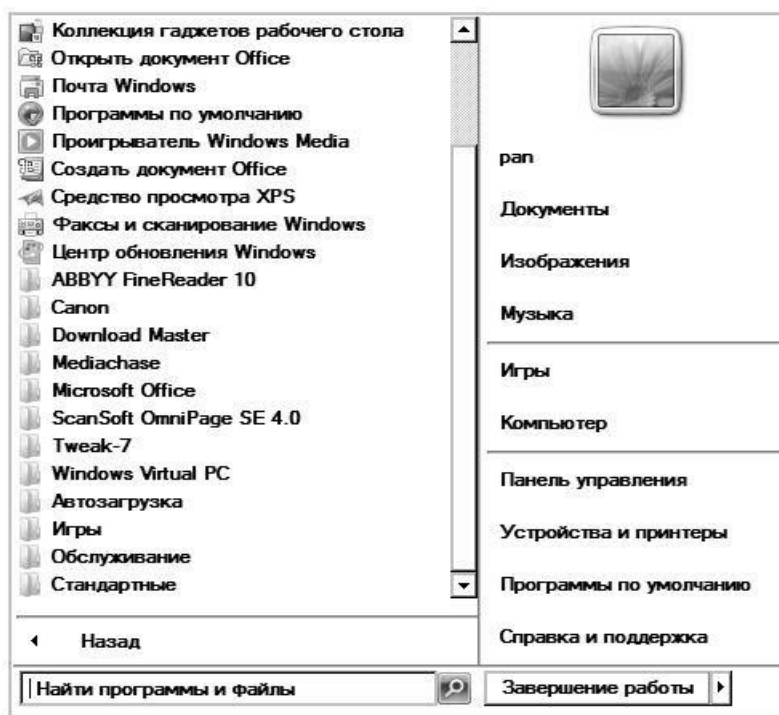 Коллекция гаджетов рабочего стола
Открыть документ Office
Почта Windows
Программы по умолчанию
Проигрыватель Windows Media
Создать документ Office
Средство просмотра XPS
Факсы и сканирование Windows
Центр обновления Windows
ABBYY FineReader 10
Canon
Download Master
Mediachase
Microsoft Office
ScanSoft OmniPage SE 4.0
Tweak-7
Windows Virtual PC
Автозагрузка
Игры
Обслуживание
Стандартные
Назад
Найти программы и файлы
pan
Документы
Изображения
Музыка
Игры
Компьютер
Панель управления
Устройства и принтеры
Программы по умолчанию
Справка и поддержка
Завершение работы